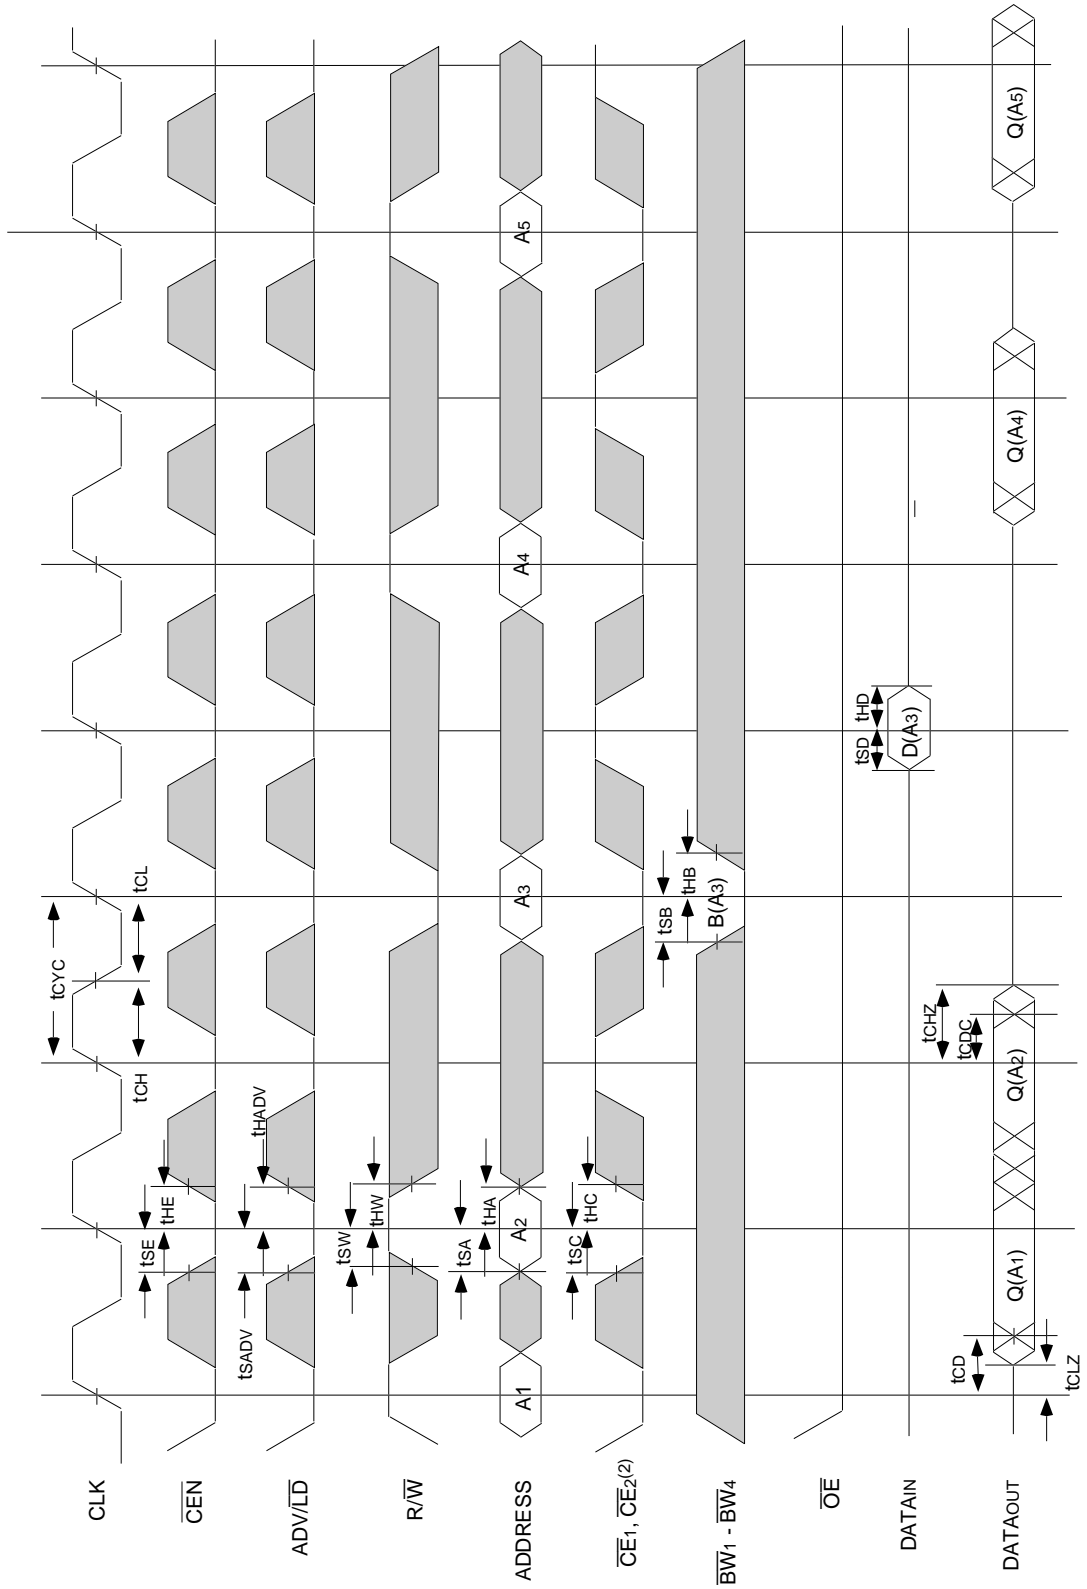 CLK
tCYC
tCH
tCL
CEN
tSE
tHE
ADV/LD
tSADV
tHADV
R/W
tSW
tHW
ADDRESS
A1
A2
A3
A4
A5
tSA
tHA
CE1, CE2(2)
tSC
tHC
BW1 - BW4
tSB
tHB
B(A3)
OE
DATAIN
tSD
tHD
D(A3)
DATAOUT
tCD
tCLZ
Q(A1)
Q(A2)
tCHZ
tCDC
Q(A4)
Q(A5)